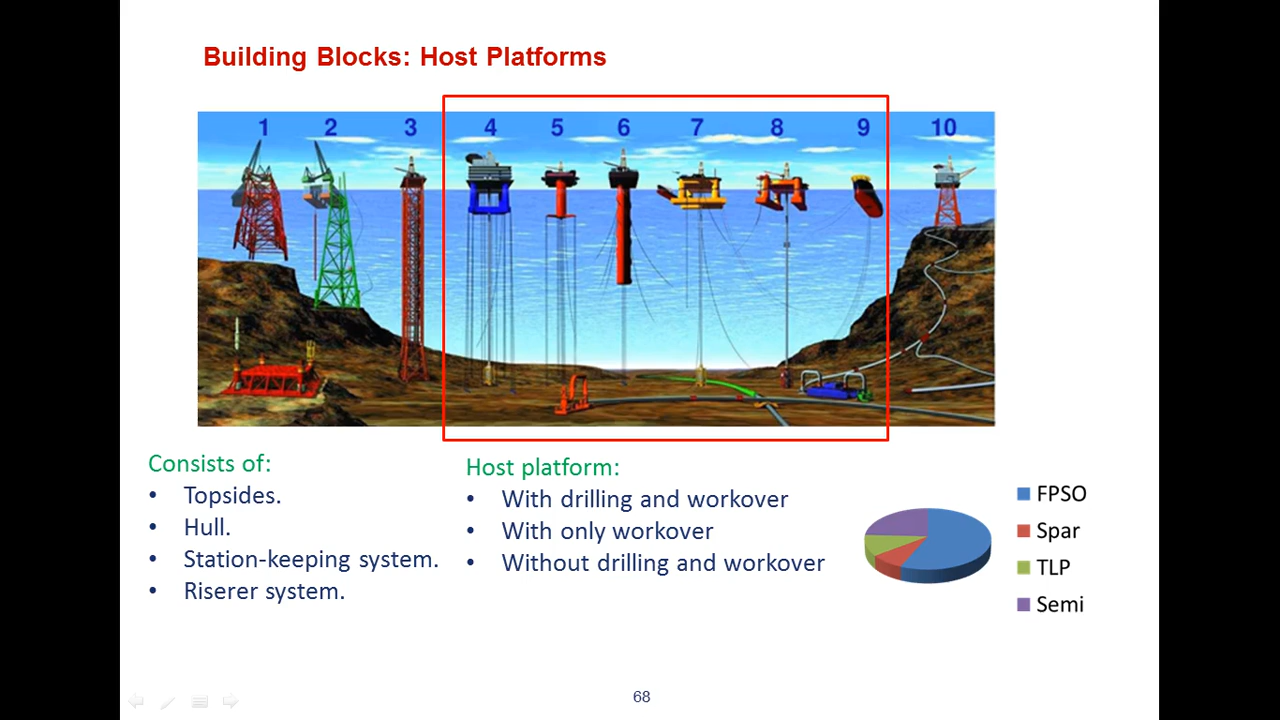 Building Blocks: Host Platforms
1 2 3 4 5 6 7 8 9 10
Consists of:
• Topsides.
• Hull.
• Station-keeping system.
• Riserer system.
Host platform:
• With drilling and workover
• With only workover
• Without drilling and workover
FPSO
Spar
TLP
Semi
68